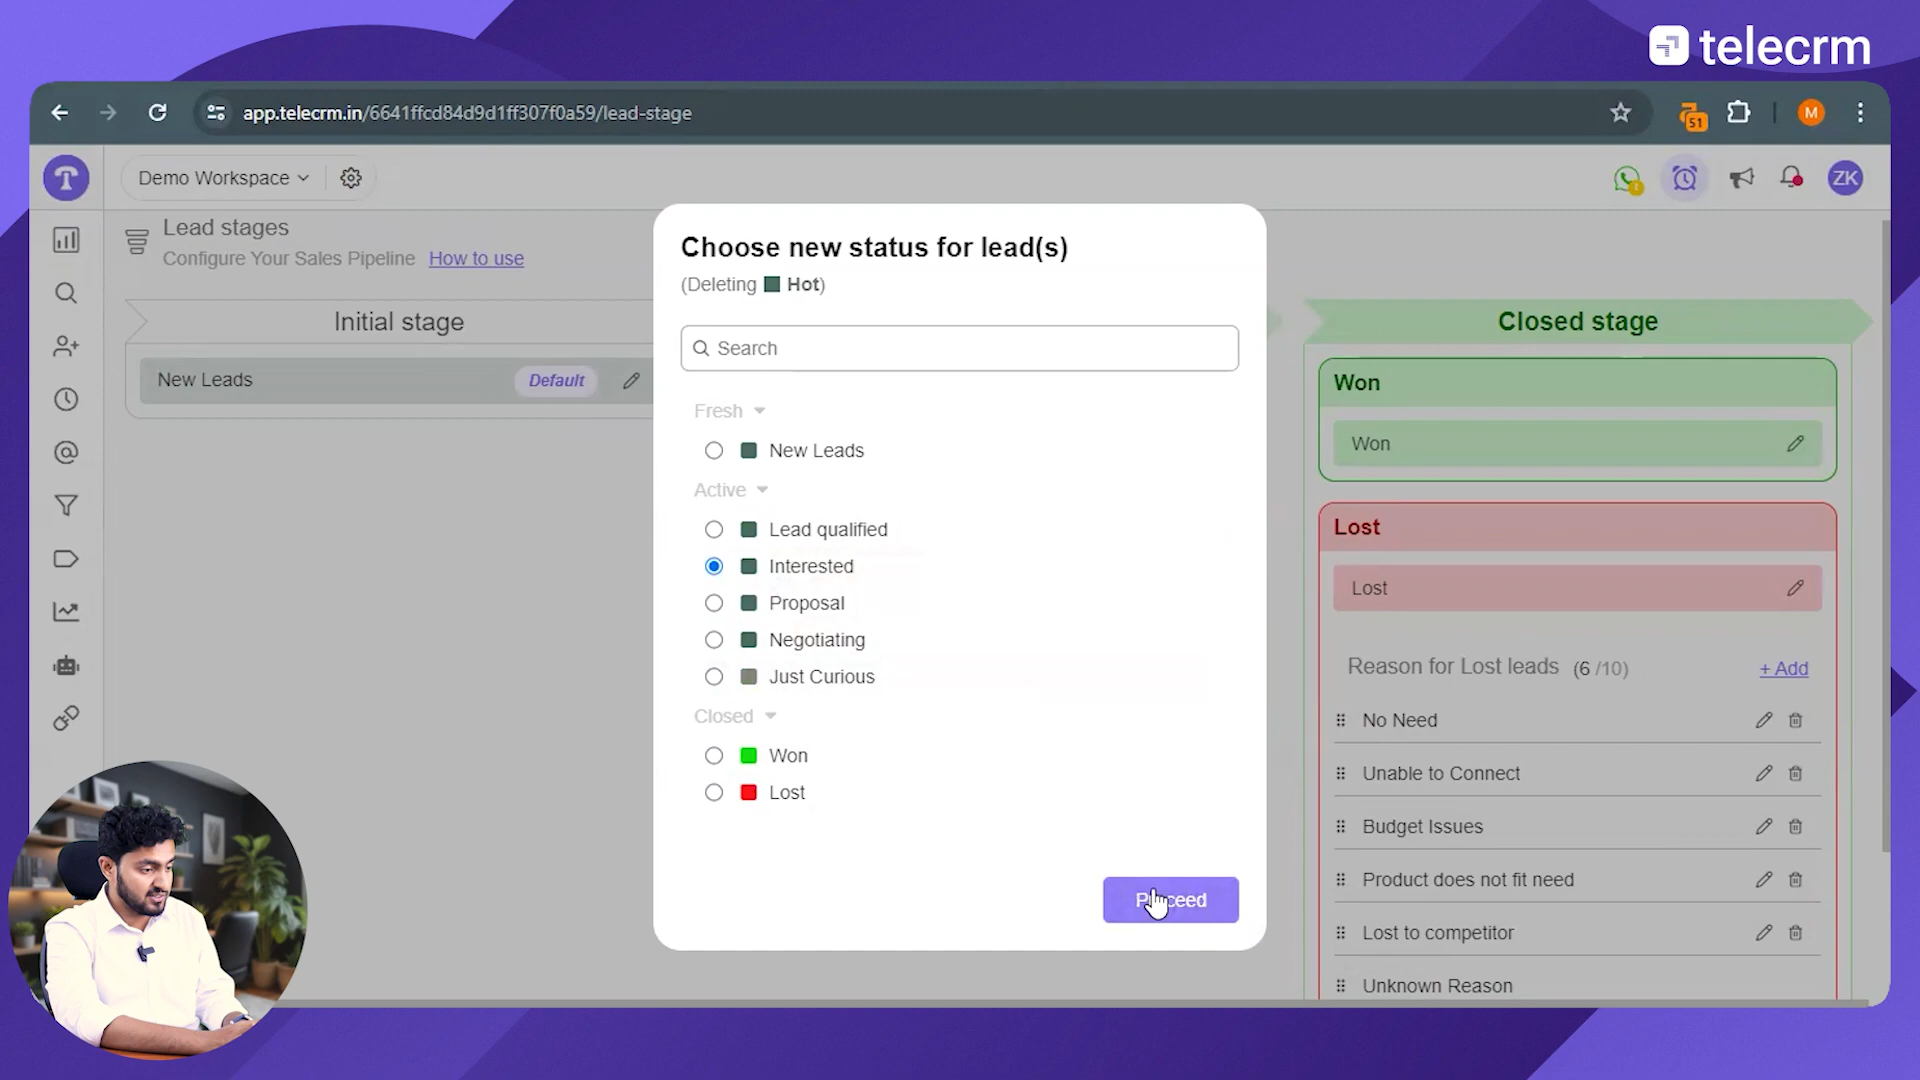 telecrm
app.telecrm.in/6641ffcd84d9d1ff307f0a59/lead-stage
51
M
Demo Workspace
ZK
Lead stages
Configure Your Sales Pipeline How to use
Initial stage
New Leads Default
Choose new status for lead(s)
(Deleting Hot)
Search
Fresh
New Leads
Active
Lead qualified
Interested
Proposal
Negotiating
Just Curious
Closed
Won
Lost
Proceed
Closed stage
Won
Won
Lost
Lost
Reason for Lost leads (6 /10) + Add
No Need
Unable to Connect
Budget Issues
Product does not fit need
Lost to competitor
Unknown Reason